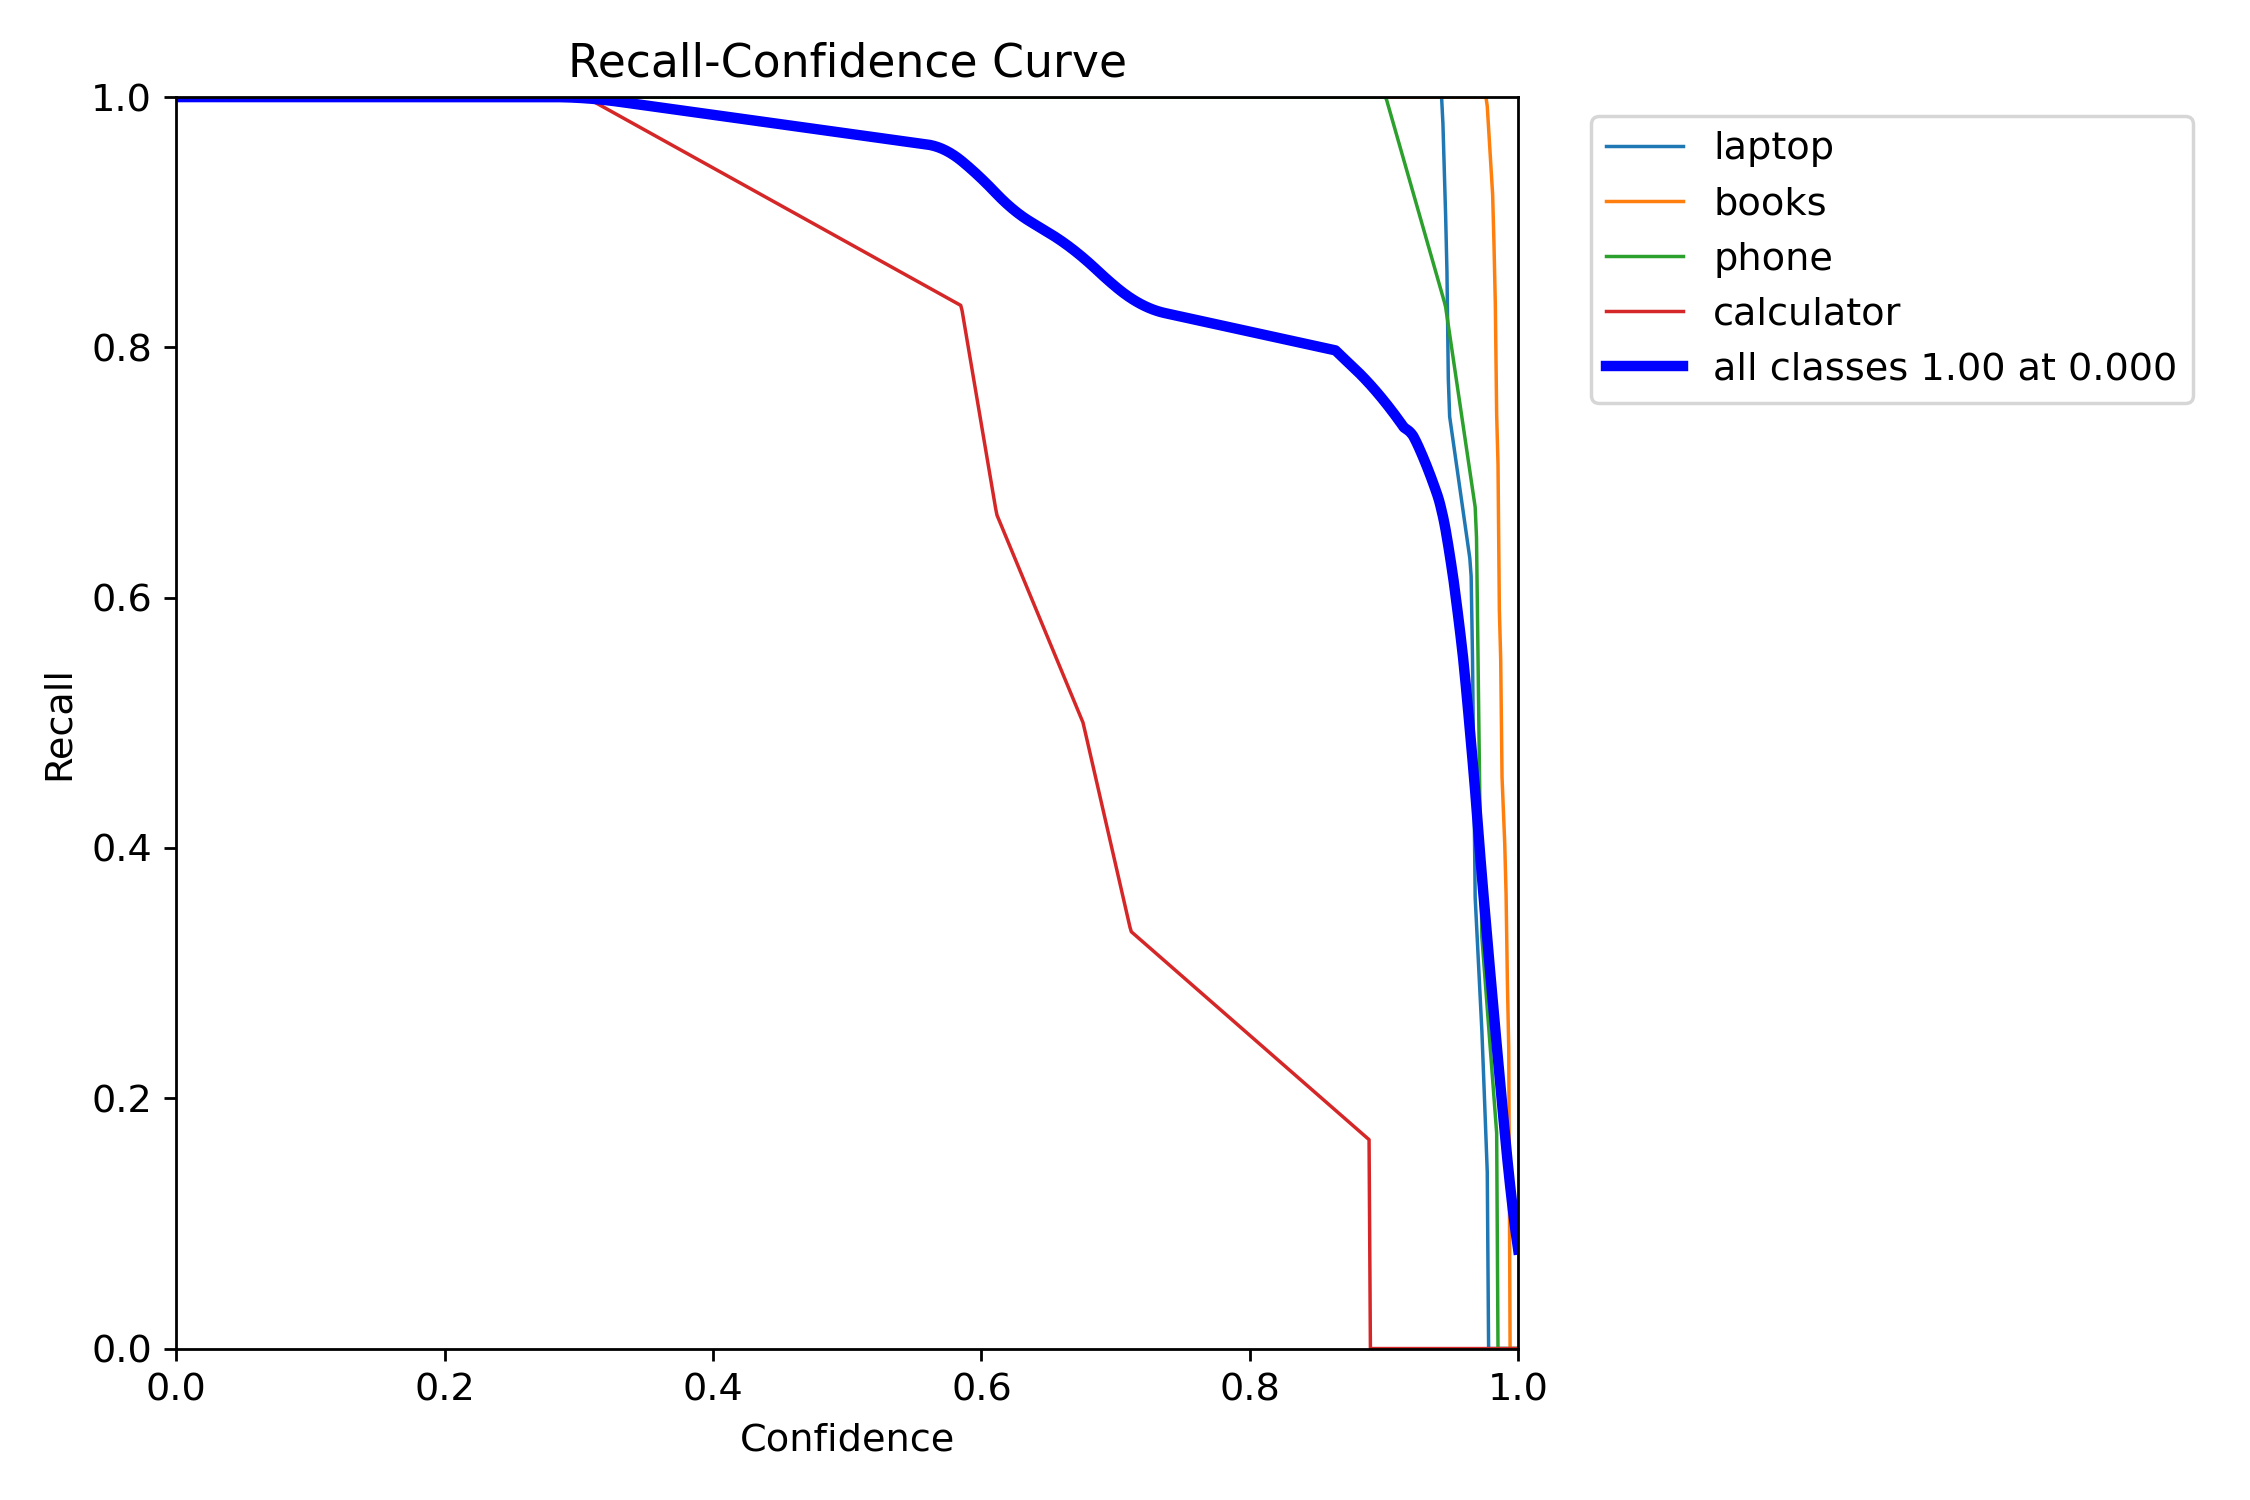 Recall-Confidence Curve
1.0
0.8
0.6
0.4
0.2
0.0
Recall
0.0 0.2 0.4 0.6 0.8 1.0
Confidence
laptop
books
phone
calculator
all classes 1.00 at 0.000